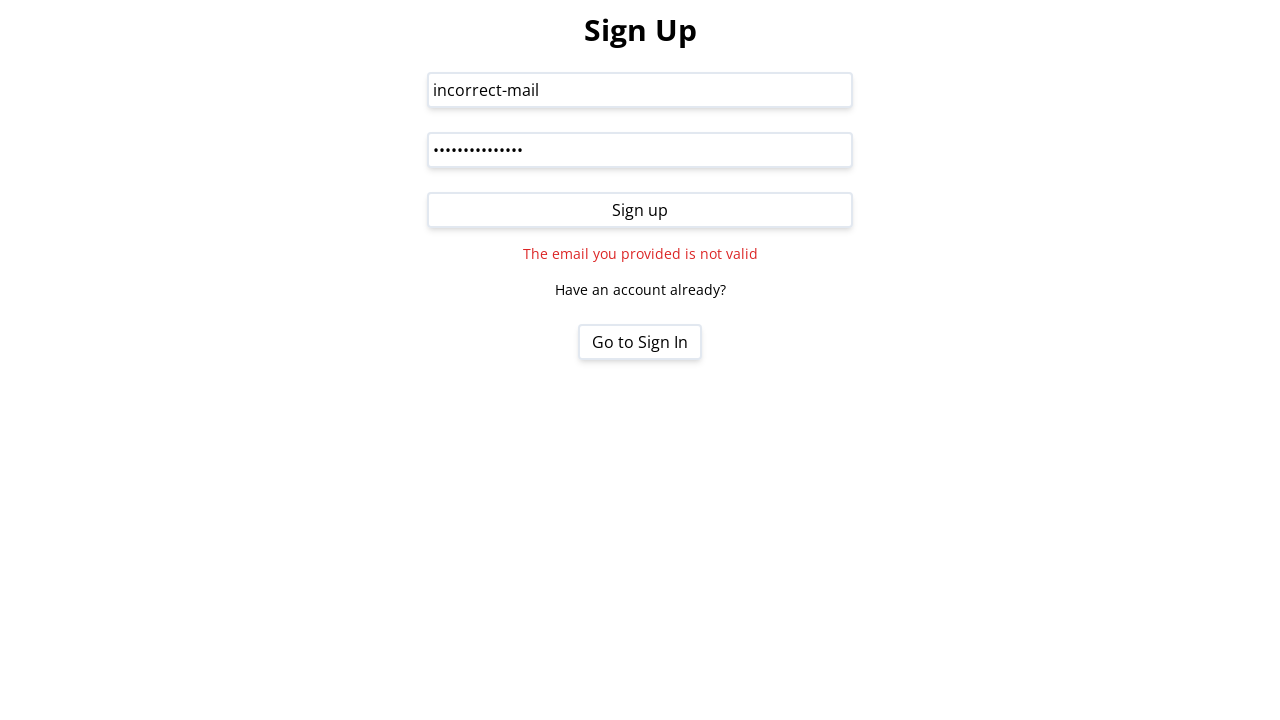 Sign Up
incorrect-mail
•••••••••••••••
Sign up
The email you provided is not valid
Have an account already?
Go to Sign In